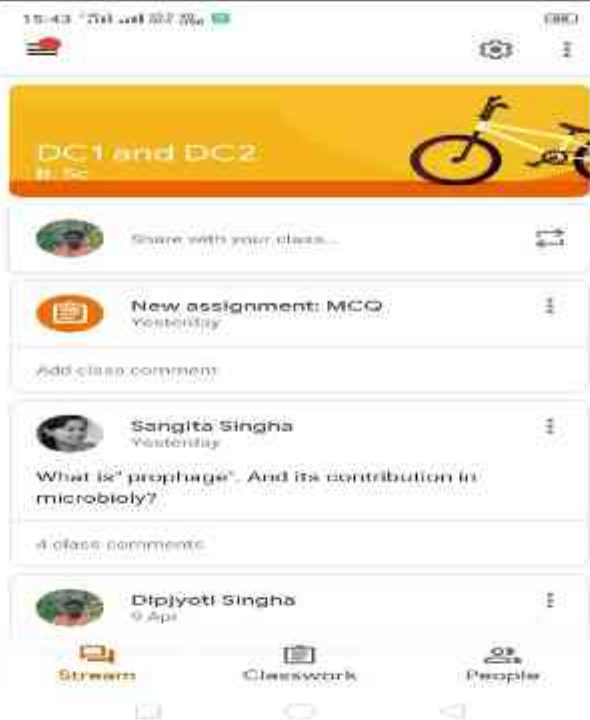 15:43
DC1 and DC2
B. Sc
Share with your class...
New assignment: MCQ
Yesterday
Add class comment
Sangita Singha
Yesterday
What is" prophage". And its contribution in
microbioly?
4 class comments
Dipjyoti Singha
9 Apr
Stream
Classwork
People